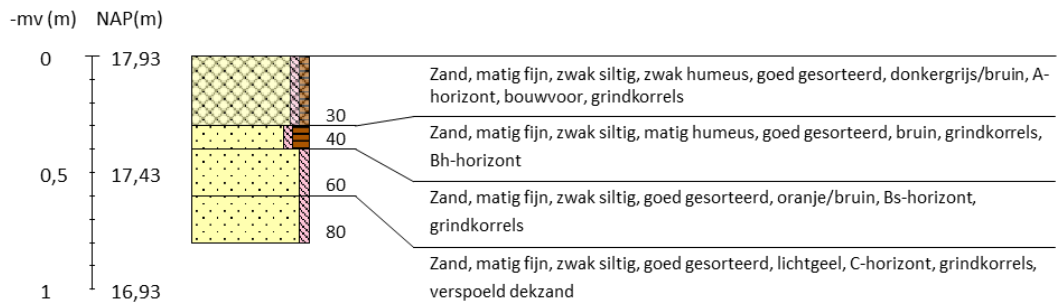 -mv (m) NAP(m)
0 17,93
Zand, matig fijn, zwak siltig, zwak humeus, goed gesorteerd, donkergrijs/bruin, A-
horizont, bouwvoor, grindkorrels
30
Zand, matig fijn, zwak siltig, matig humeus, goed gesorteerd, bruin, grindkorrels,
Bh-horizont
40
0,5 17,43
60
Zand, matig fijn, zwak siltig, goed gesorteerd, oranje/bruin, Bs-horizont,
grindkorrels
80
Zand, matig fijn, zwak siltig, goed gesorteerd, lichtgeel, C-horizont, grindkorrels,
verspoeld dekzand
1 16,93